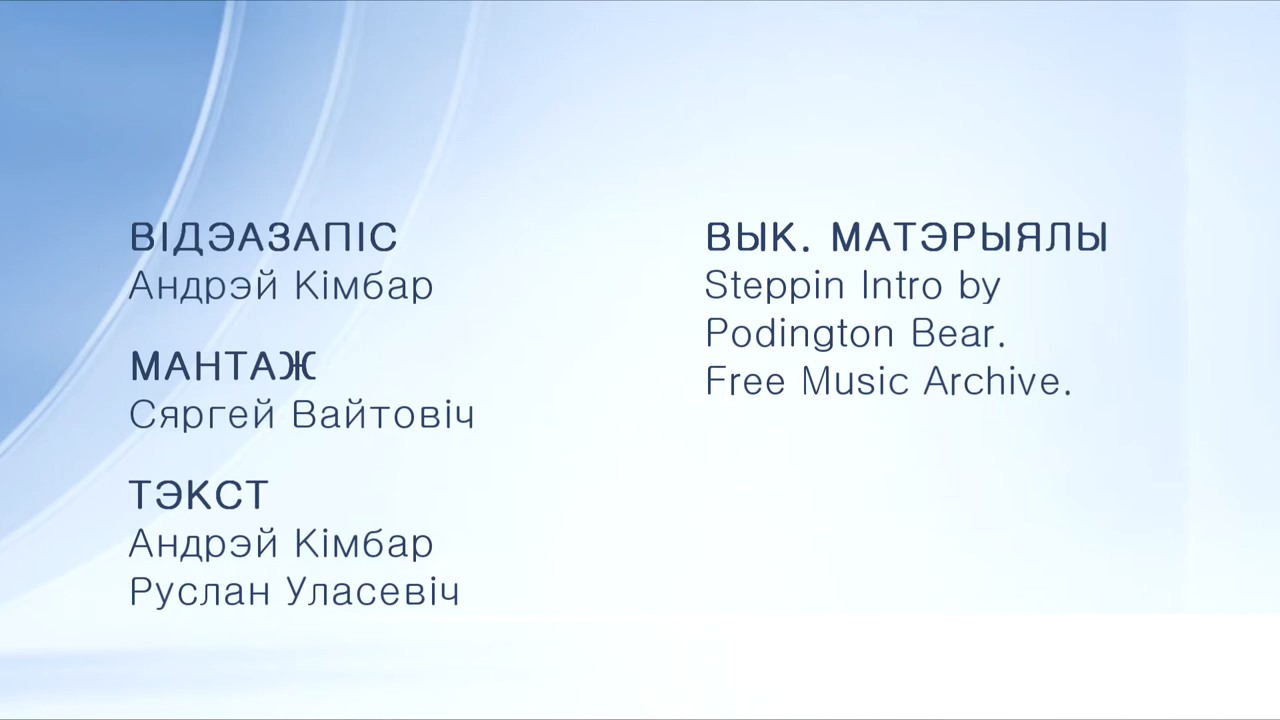 ВІДЭАЗАПІС
Андрэй Кімбар
МАНТАЖ
Сяргей Вайтовіч
ТЭКСТ
Андрэй Кімбар
Руслан Уласевіч
ВЫК. МАТЭРЫЯЛЫ
Steppin Intro by
Podington Bear.
Free Music Archive.